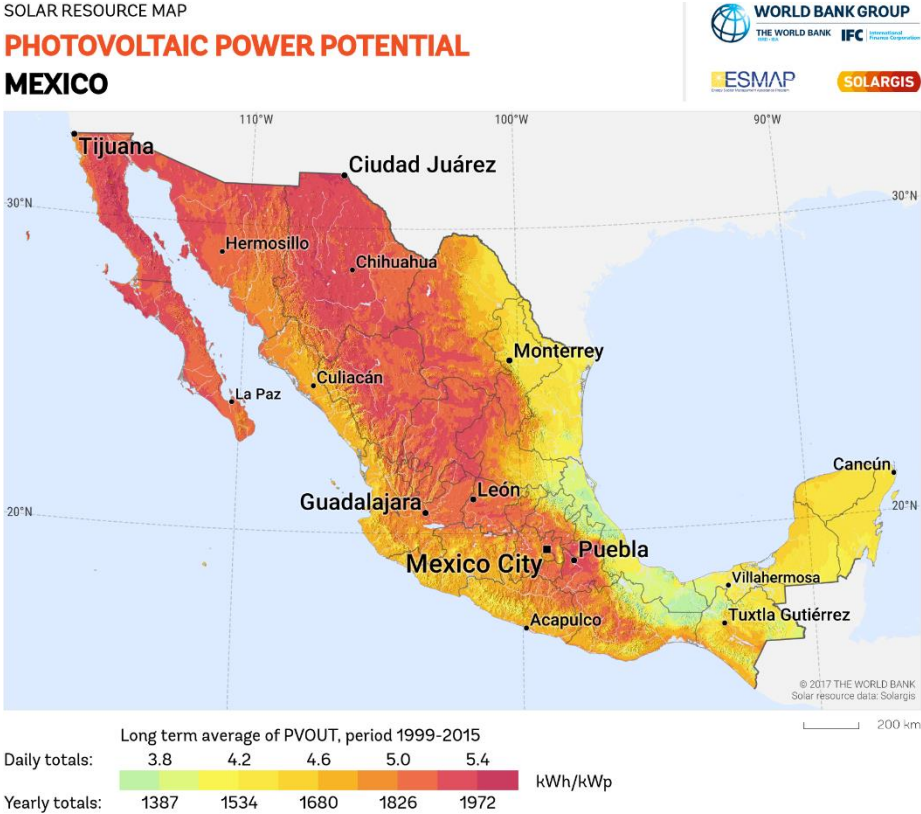 SOLAR RESOURCE MAP
PHOTOVOLTAIC POWER POTENTIAL
MEXICO
WORLD BANK GROUP
THE WORLD BANK
IFC International Finance Corporation
ESMAP
SOLARGIS
110°W
100°W
90°W
Tijuana
Ciudad Juárez
30°N
30°N
Hermosillo
Chihuahua
Monterrey
Culiacán
La Paz
Cancún
León
Guadalajara
20°N
20°N
Mexico City
Puebla
Villahermosa
Acapulco
Tuxtla Gutiérrez
© 2017 THE WORLD BANK
Solar resource data: Solargis
200 km
Long term average of PVOUT, period 1999-2015
Daily totals: 3.8 4.2 4.6 5.0 5.4
kWh/kWp
Yearly totals: 1387 1534 1680 1826 1972